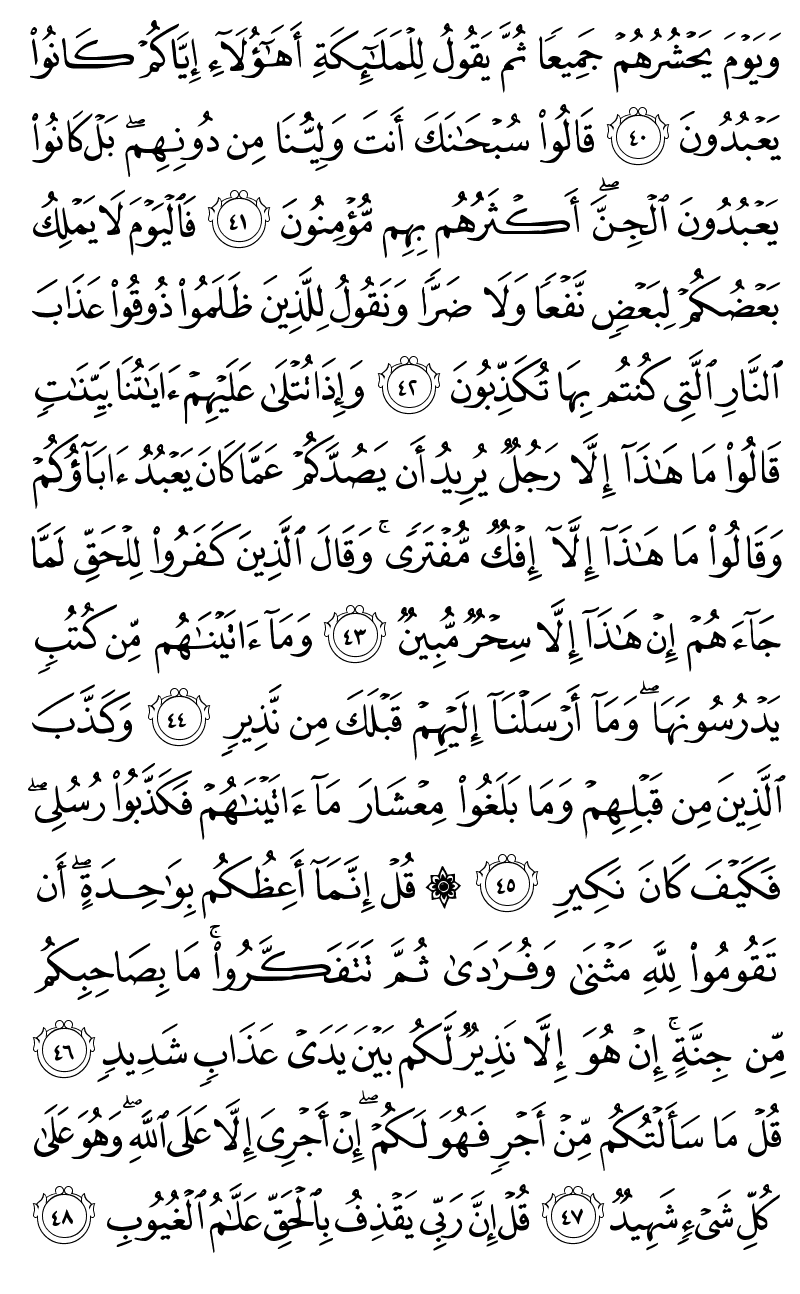 وَيَوْمَ يَحْشُرُهُمْ جَمِيعًا ثُمَّ يَقُولُ لِلْمَلَٰٓئِكَةِ أَهَٰٓؤُلَآءِ إِيَّاكُمْ كَانُوا۟
يَعْبُدُونَ ٤٠ قَالُوا۟ سُبْحَٰنَكَ أَنتَ وَلِيُّنَا مِن دُونِهِم ۖ بَلْ كَانُوا۟
يَعْبُدُونَ ٱلْجِنَّ ۖ أَكْثَرُهُم بِهِم مُّؤْمِنُونَ ٤١ فَٱلْيَوْمَ لَا يَمْلِكُ
بَعْضُكُمْ لِبَعْضٍ نَّفْعًا وَلَا ضَرًّا وَنَقُولُ لِلَّذِينَ ظَلَمُوا۟ ذُوقُوا۟ عَذَابَ
ٱلنَّارِ ٱلَّتِى كُنتُم بِهَا تُكَذِّبُونَ ٤٢ وَإِذَا تُتْلَىٰ عَلَيْهِمْ ءَايَٰتُنَا بَيِّنَٰتٍ
قَالُوا۟ مَا هَٰذَآ إِلَّا رَجُلٌ يُرِيدُ أَن يَصُدَّكُمْ عَمَّا كَانَ يَعْبُدُ ءَابَآؤُكُمْ
وَقَالُوا۟ مَا هَٰذَآ إِلَّآ إِفْكٌ مُّفْتَرًى ۚ وَقَالَ ٱلَّذِينَ كَفَرُوا۟ لِلْحَقِّ لَمَّا
جَآءَهُمْ إِنْ هَٰذَآ إِلَّا سِحْرٌ مُّبِينٌ ٤٣ وَمَآ ءَاتَيْنَٰهُم مِّن كُتُبٍ
يَدْرُسُونَهَا ۖ وَمَآ أَرْسَلْنَآ إِلَيْهِمْ قَبْلَكَ مِن نَّذِيرٍ ٤٤ وَكَذَّبَ
ٱلَّذِينَ مِن قَبْلِهِمْ وَمَا بَلَغُوا۟ مِعْشَارَ مَآ ءَاتَيْنَٰهُمْ فَكَذَّبُوا۟ رُسُلِى ۖ
فَكَيْفَ كَانَ نَكِيرِ ٤٥ ۞ قُلْ إِنَّمَآ أَعِظُكُم بِوَٰحِدَةٍ ۖ أَن
تَقُومُوا۟ لِلَّهِ مَثْنَىٰ وَفُرَٰدَىٰ ثُمَّ تَتَفَكَّرُوا۟ ۚ مَا بِصَاحِبِكُم
مِّن جِنَّةٍ ۚ إِنْ هُوَ إِلَّا نَذِيرٌ لَّكُم بَيْنَ يَدَىْ عَذَابٍ شَدِيدٍ ٤٦
قُلْ مَا سَأَلْتُكُم مِّنْ أَجْرٍ فَهُوَ لَكُمْ ۖ إِنْ أَجْرِىَ إِلَّا عَلَى ٱللَّهِ ۖ وَهُوَ عَلَىٰ
كُلِّ شَىْءٍ شَهِيدٌ ٤٧ قُلْ إِنَّ رَبِّى يَقْذِفُ بِٱلْحَقِّ عَلَّٰمُ ٱلْغُيُوبِ ٤٨